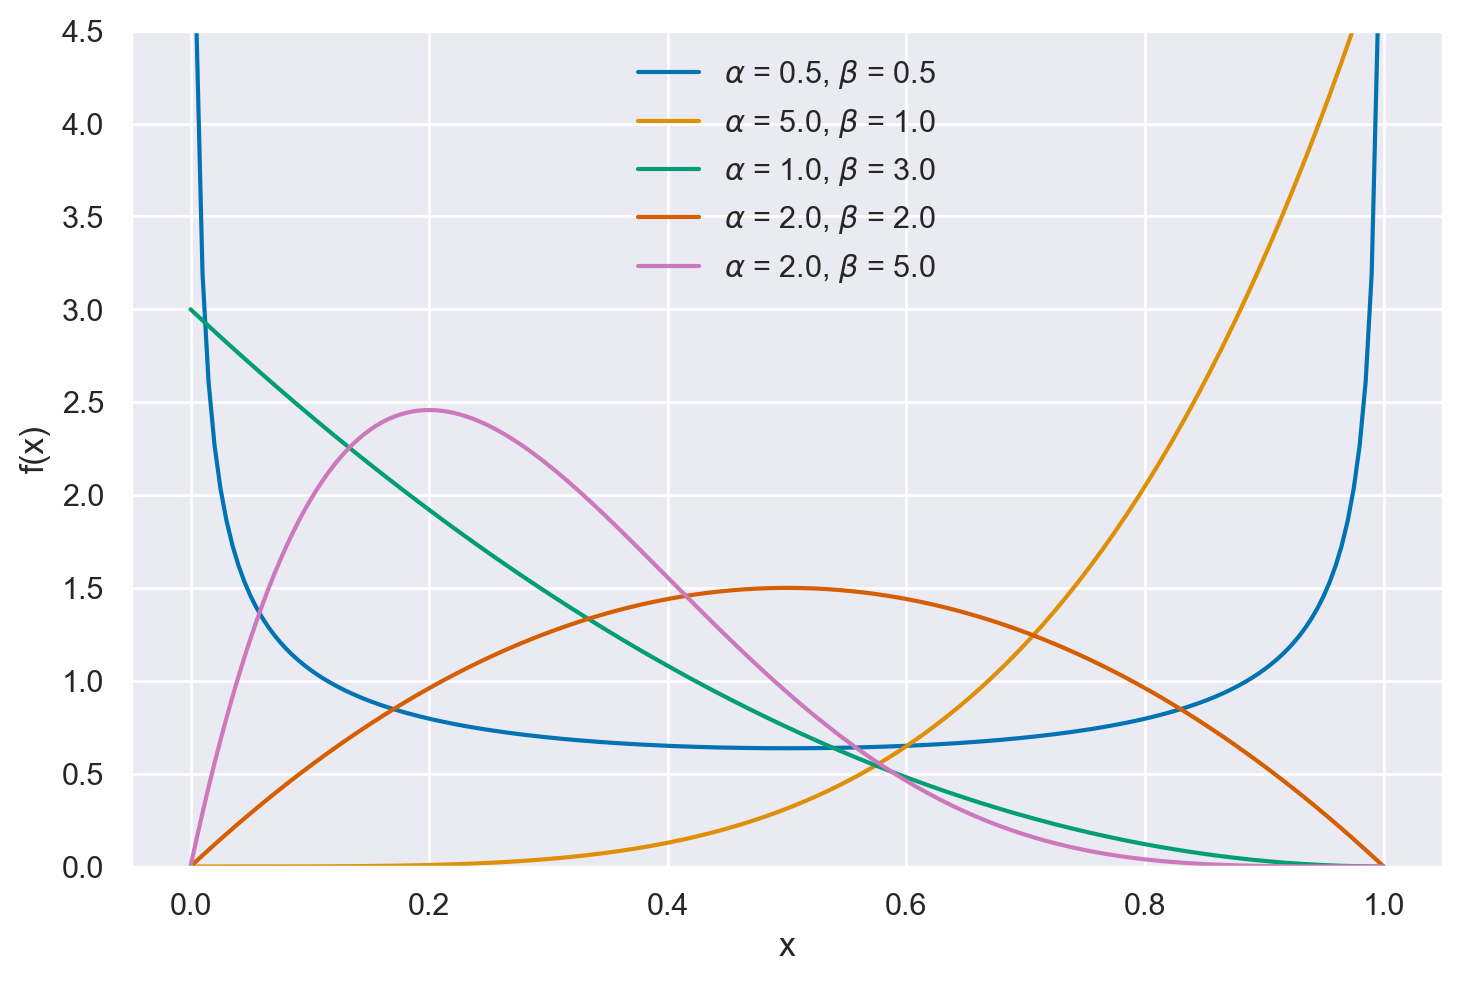 4.5
4.0
3.5
3.0
2.5
2.0
1.5
1.0
0.5
0.0
f(x)
α = 0.5, β = 0.5
α = 5.0, β = 1.0
α = 1.0, β = 3.0
α = 2.0, β = 2.0
α = 2.0, β = 5.0
0.0 0.2 0.4 0.6 0.8 1.0
x